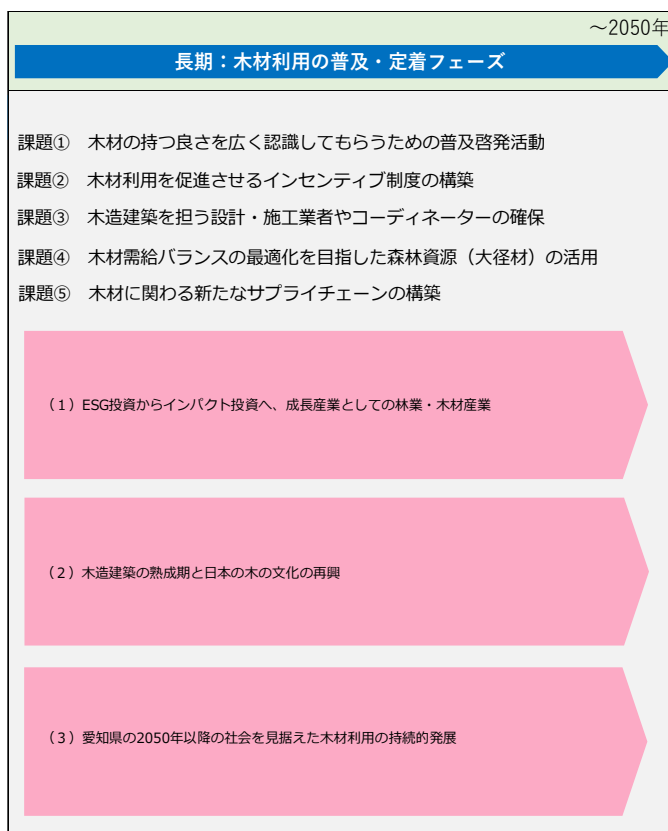 ～2050年
長期：木材利用の普及・定着フェーズ
課題①　木材の持つ良さを広く認識してもらうための普及啓発活動
課題②　木材利用を促進させるインセンティブ制度の構築
課題③　木造建築を担う設計・施工業者やコーディネーターの確保
課題④　木材需給バランスの最適化を目指した森林資源（大径材）の活用
課題⑤　木材に関わる新たなサプライチェーンの構築
（１）ESG投資からインパクト投資へ、成長産業としての林業・木材産業
（２）木造建築の熟成期と日本の木の文化の再興
（３）愛知県の2050年以降の社会を見据えた木材利用の持続的発展